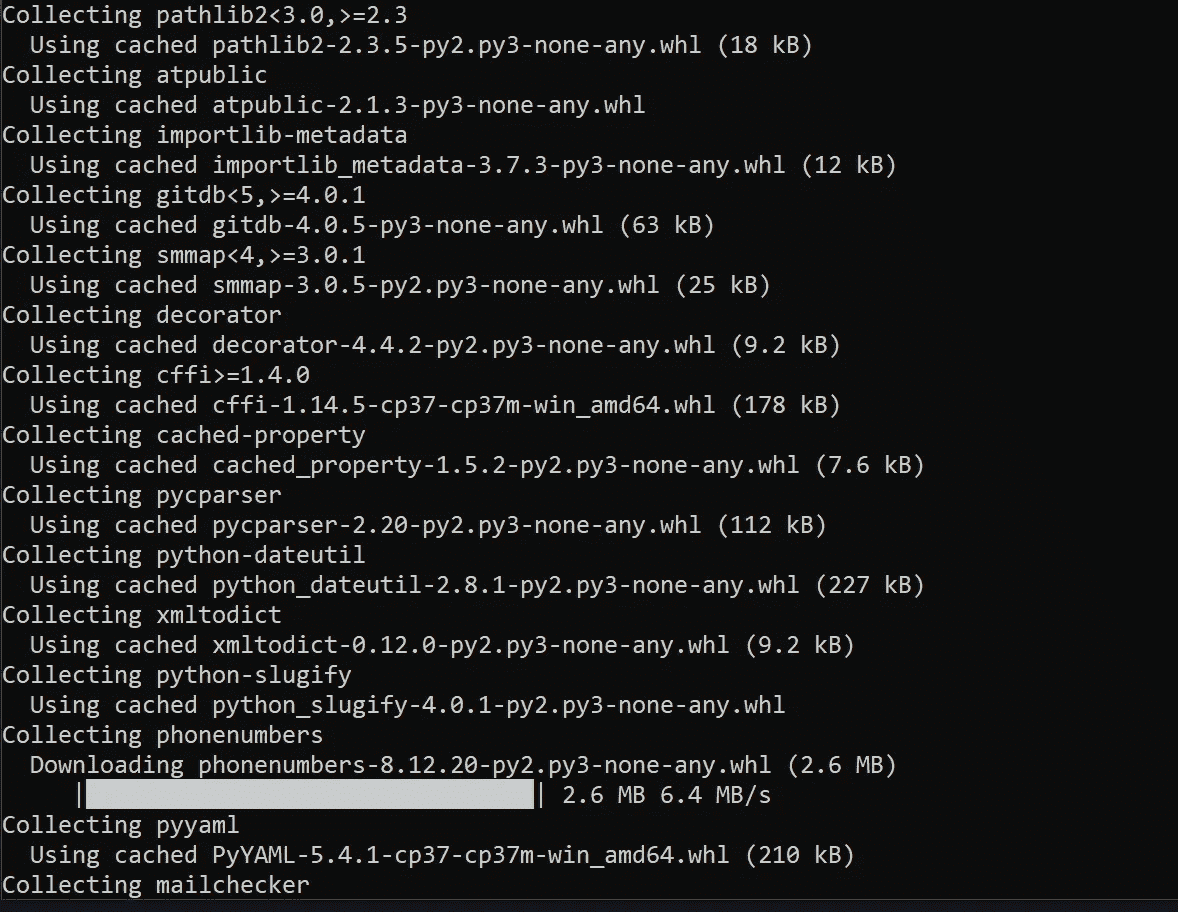 Collecting pathlib2<3.0,>=2.3
Using cached pathlib2-2.3.5-py2.py3-none-any.whl (18 kB)
Collecting atpublic
Using cached atpublic-2.1.3-py3-none-any.whl
Collecting importlib-metadata
Using cached importlib_metadata-3.7.3-py3-none-any.whl (12 kB)
Collecting gitdb<5,>=4.0.1
Using cached gitdb-4.0.5-py3-none-any.whl (63 kB)
Collecting smmap<4,>=3.0.1
Using cached smmap-3.0.5-py2.py3-none-any.whl (25 kB)
Collecting decorator
Using cached decorator-4.4.2-py2.py3-none-any.whl (9.2 kB)
Collecting cffi>=1.4.0
Using cached cffi-1.14.5-cp37-cp37m-win_amd64.whl (178 kB)
Collecting cached-property
Using cached cached_property-1.5.2-py2.py3-none-any.whl (7.6 kB)
Collecting pycparser
Using cached pycparser-2.20-py2.py3-none-any.whl (112 kB)
Collecting python-dateutil
Using cached python_dateutil-2.8.1-py2.py3-none-any.whl (227 kB)
Collecting xmltodict
Using cached xmltodict-0.12.0-py2.py3-none-any.whl (9.2 kB)
Collecting python-slugify
Using cached python_slugify-4.0.1-py2.py3-none-any.whl
Collecting phonenumbers
Downloading phonenumbers-8.12.20-py2.py3-none-any.whl (2.6 MB)
| | 2.6 MB 6.4 MB/s
Collecting pyyaml
Using cached PyYAML-5.4.1-cp37-cp37m-win_amd64.whl (210 kB)
Collecting mailchecker